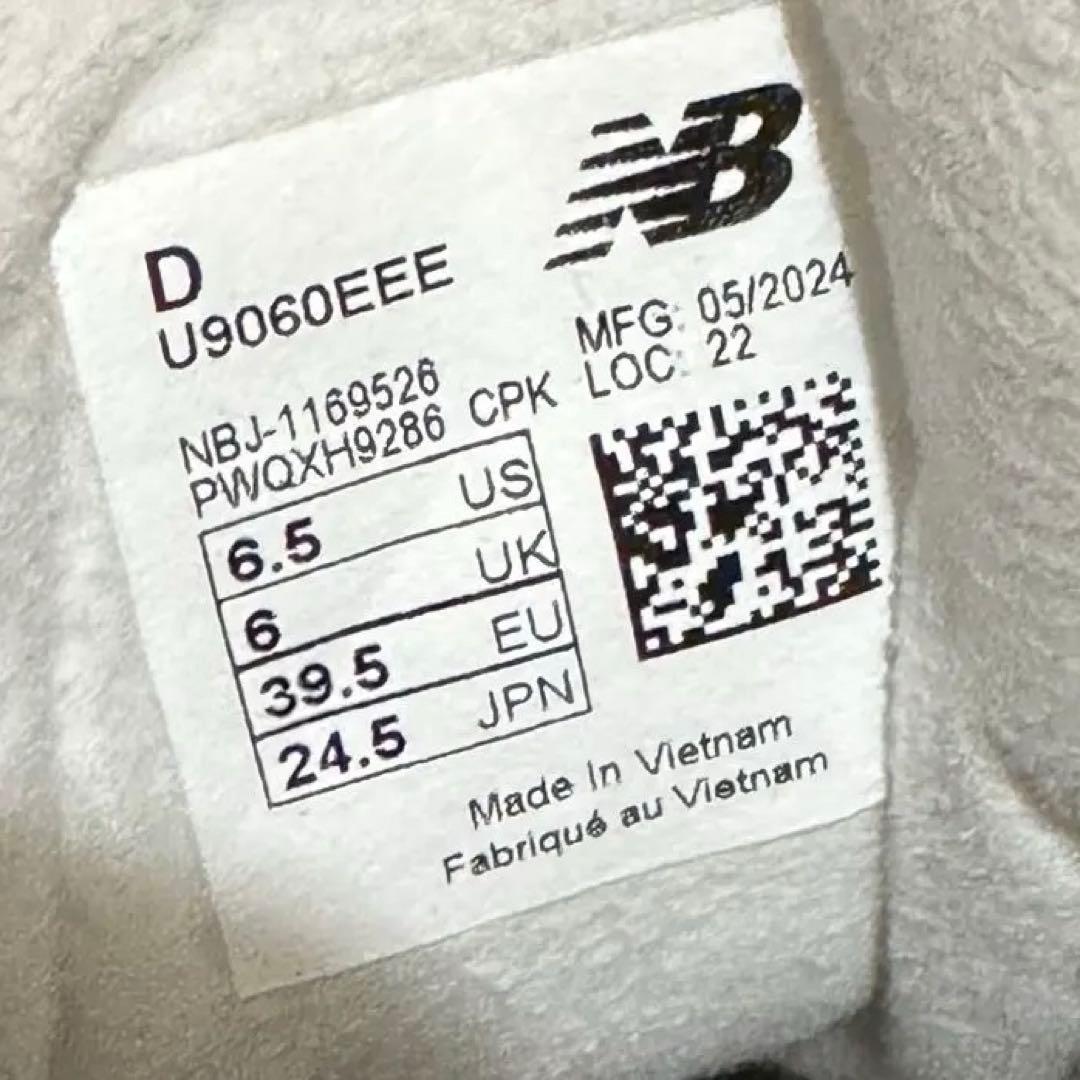 NB
D
U9060EEE
MFG: 05/2024
LOC: 22
NBJ-1169526
PWQXH9286 CPK
6.5 US
6 UK
39.5 EU
24.5 JPN
Made In Vietnam
Fabriqué au Vietnam